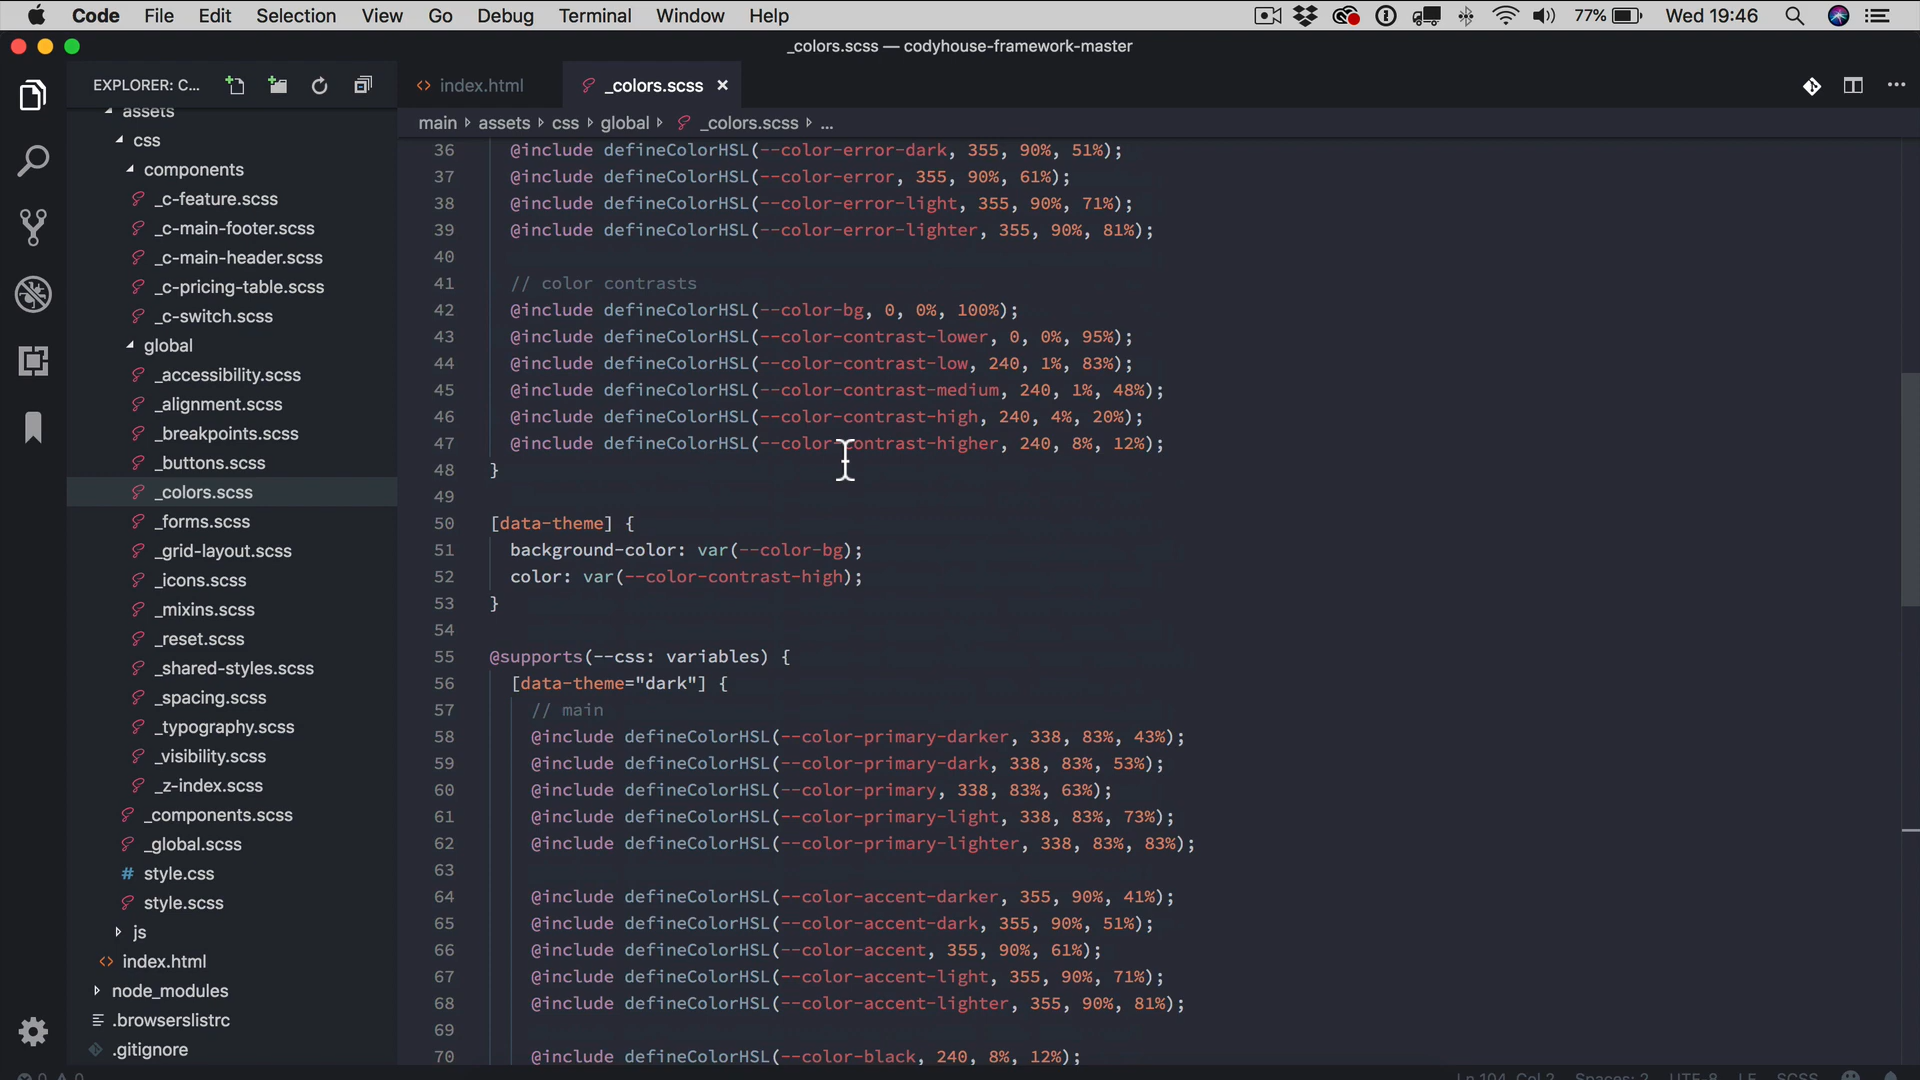 Code File Edit Selection View Go Debug Terminal Window Help 77% Wed 19:46
_colors.scss — codyhouse-framework-master
EXPLORER: C...
index.html
_colors.scss
main assets css global _colors.scss ...
assets
css
components
_c-feature.scss
_c-main-footer.scss
_c-main-header.scss
_c-pricing-table.scss
_c-switch.scss
global
_accessibility.scss
_alignment.scss
_breakpoints.scss
_buttons.scss
_colors.scss
_forms.scss
_grid-layout.scss
_icons.scss
_mixins.scss
_reset.scss
_shared-styles.scss
_spacing.scss
_typography.scss
_visibility.scss
_z-index.scss
_components.scss
_global.scss
# style.css
style.scss
js
<> index.html
node_modules
.browserslistrc
.gitignore
36 @include defineColorHSL(--color-error-dark, 355, 90%, 51%);
37 @include defineColorHSL(--color-error, 355, 90%, 61%);
38 @include defineColorHSL(--color-error-light, 355, 90%, 71%);
39 @include defineColorHSL(--color-error-lighter, 355, 90%, 81%);
40
41 // color contrasts
42 @include defineColorHSL(--color-bg, 0, 0%, 100%);
43 @include defineColorHSL(--color-contrast-lower, 0, 0%, 95%);
44 @include defineColorHSL(--color-contrast-low, 240, 1%, 83%);
45 @include defineColorHSL(--color-contrast-medium, 240, 1%, 48%);
46 @include defineColorHSL(--color-contrast-high, 240, 4%, 20%);
47 @include defineColorHSL(--color-contrast-higher, 240, 8%, 12%);
48 }
49
50 [data-theme] {
51 background-color: var(--color-bg);
52 color: var(--color-contrast-high);
53 }
54
55 @supports(--css: variables) {
56 [data-theme="dark"] {
57 // main
58 @include defineColorHSL(--color-primary-darker, 338, 83%, 43%);
59 @include defineColorHSL(--color-primary-dark, 338, 83%, 53%);
60 @include defineColorHSL(--color-primary, 338, 83%, 63%);
61 @include defineColorHSL(--color-primary-light, 338, 83%, 73%);
62 @include defineColorHSL(--color-primary-lighter, 338, 83%, 83%);
63
64 @include defineColorHSL(--color-accent-darker, 355, 90%, 41%);
65 @include defineColorHSL(--color-accent-dark, 355, 90%, 51%);
66 @include defineColorHSL(--color-accent, 355, 90%, 61%);
67 @include defineColorHSL(--color-accent-light, 355, 90%, 71%);
68 @include defineColorHSL(--color-accent-lighter, 355, 90%, 81%);
69
70 @include defineColorHSL(--color-black, 240, 8%, 12%);
0 0 Ln 104, Col 2 Spaces: 2 UTF-8 LF SCSS